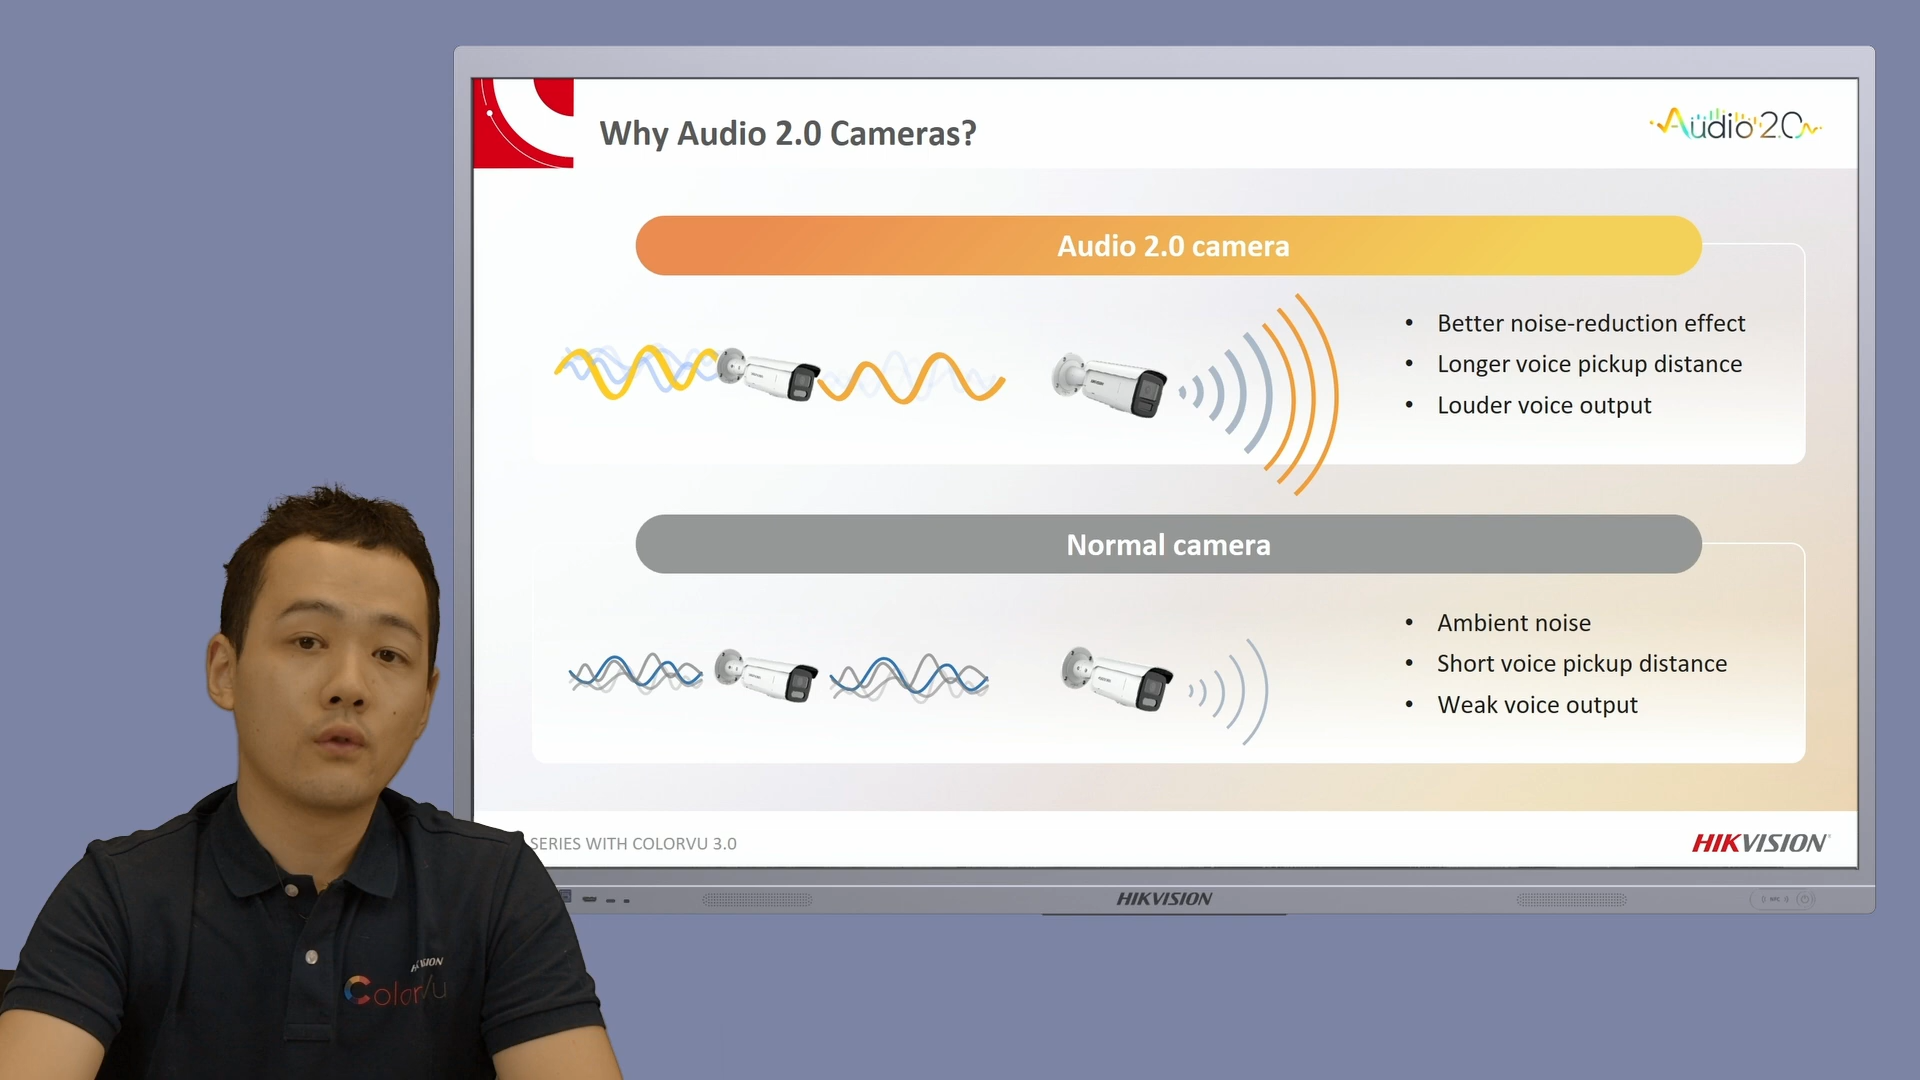 Why Audio 2.0 Cameras?
Audio 2.0
Audio 2.0 camera
• Better noise-reduction effect
• Longer voice pickup distance
• Louder voice output
Normal camera
• Ambient noise
• Short voice pickup distance
• Weak voice output
SERIES WITH COLORVU 3.0
HIKVISION
HIKVISION
ColorVu